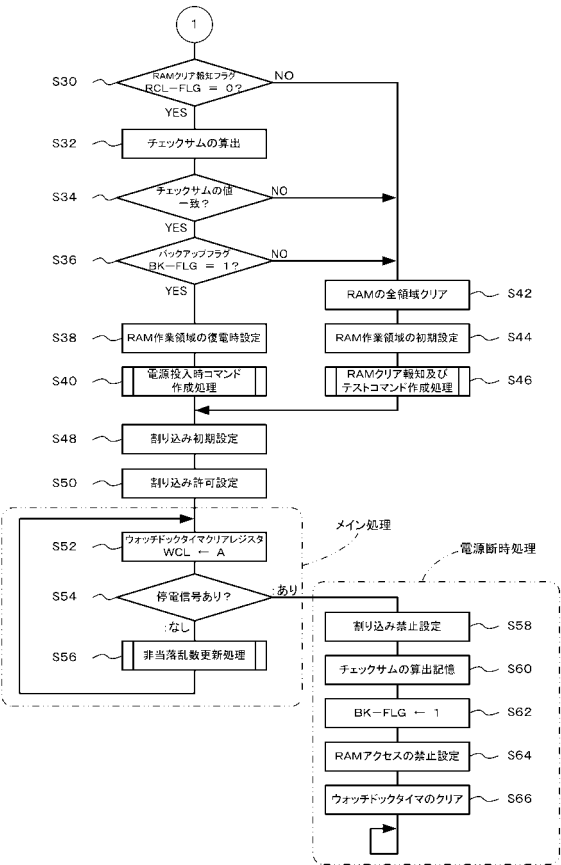 1
S30
RAMクリア報知フラグ
RCL-FLG = 0?
NO
YES
S32
チェックサムの算出
S34
チェックサムの値
一致?
NO
YES
S36
バックアップフラグ
BK-FLG = 1?
NO
YES
RAMの全領域クリア
S42
S38
RAM作業領域の復電時設定
RAM作業領域の初期設定
S44
S40
電源投入時コマンド
作成処理
RAMクリア報知及び
テストコマンド作成処理
S46
S48
割り込み初期設定
S50
割り込み許可設定
メイン処理
S52
ウォッチドックタイマクリアレジスタ
WCL ← A
電源断時処理
S54
停電信号あり?
:あり
:なし
S56
非当落乱数更新処理
割り込み禁止設定
S58
チェックサムの算出記憶
S60
BK-FLG ← 1
S62
RAMアクセスの禁止設定
S64
ウォッチドックタイマのクリア
S66